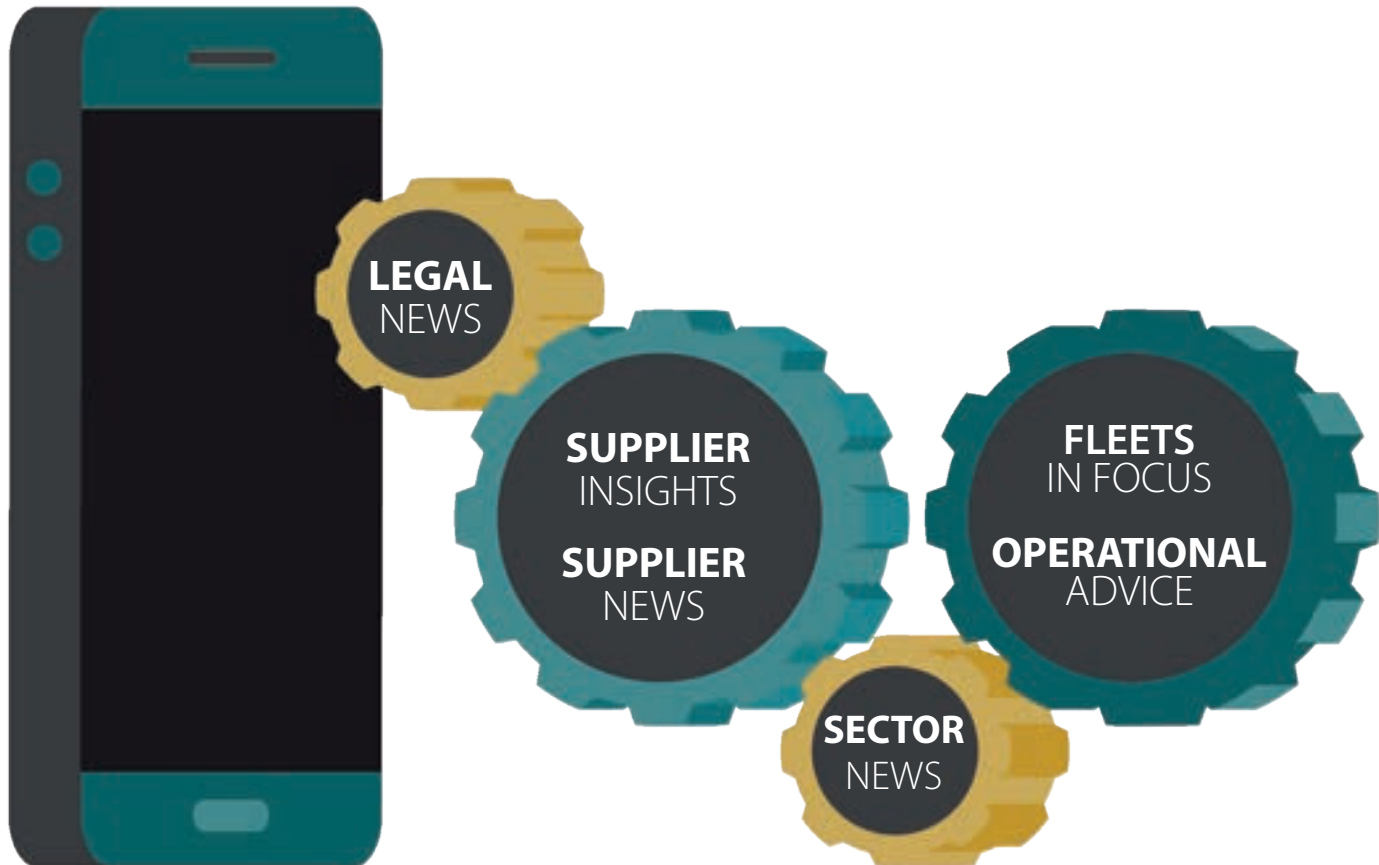 LEGAL
NEWS
SUPPLIER
INSIGHTS
SUPPLIER
NEWS
FLEETS
IN FOCUS
OPERATIONAL
ADVICE
SECTOR
NEWS